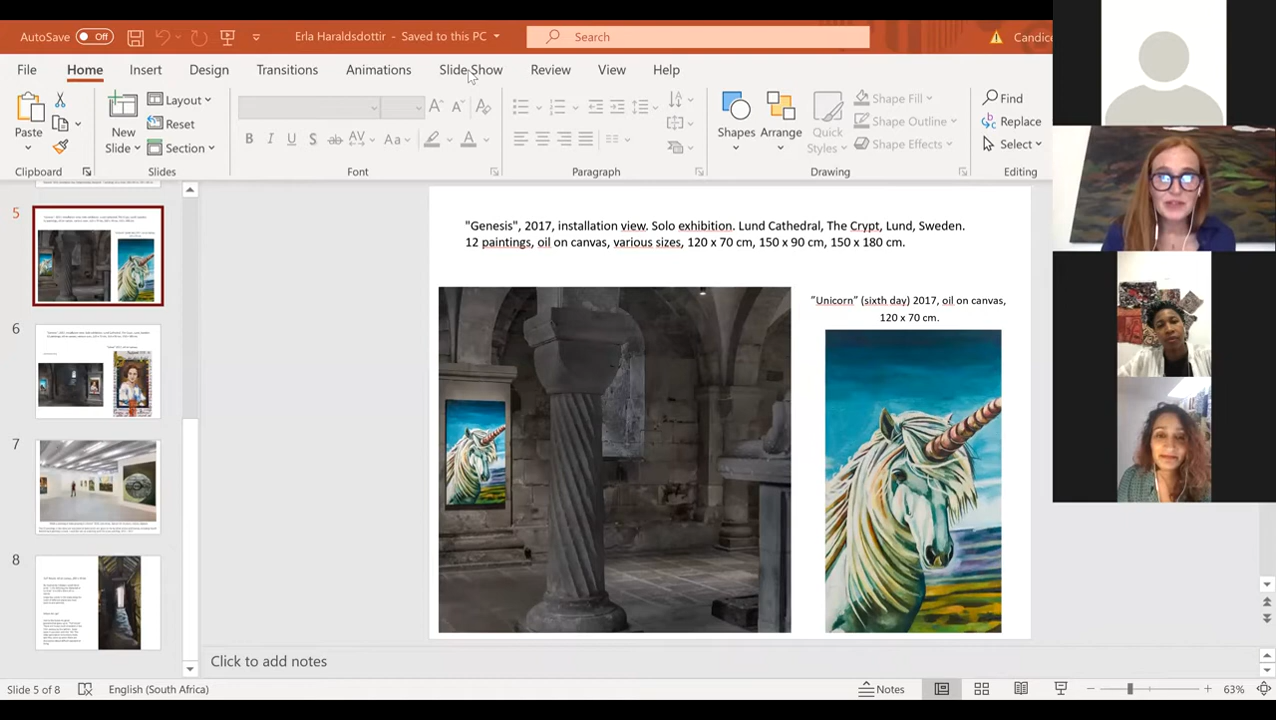 AutoSave Off Erla Haraldsdottir - Saved to this PC Search Candice
File Home Insert Design Transitions Animations Slide Show Review View Help
Paste
Clipboard
New Slide
Layout
Reset
Section
Slides
Font
Paragraph
Shapes
Arrange
Quick Styles
Shape Fill
Shape Outline
Shape Effects
Drawing
Find
Replace
Select
Editing
5
6
7
8
"Genesis", 2017, installation view. Solo exhibition. Lund Cathedral, The Crypt, Lund, Sweden.
12 paintings, oil on canvas, various sizes, 120 x 70 cm, 150 x 90 cm, 150 x 180 cm.
"Unicorn" (sixth day) 2017, oil on canvas,
120 x 70 cm.
Click to add notes
Slide 5 of 8 English (South Africa) Notes 63%